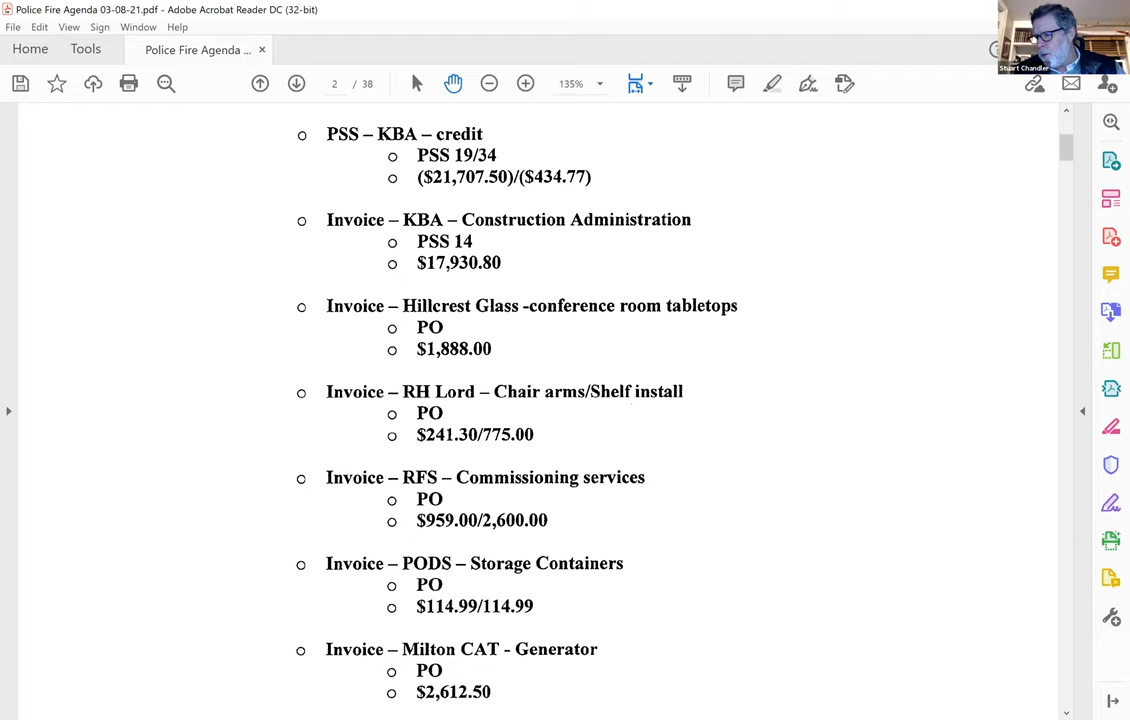 Police Fire Agenda 03-08-21.pdf - Adobe Acrobat Reader DC (32-bit)
File Edit View Sign Window Help
Home Tools Police Fire Agenda ... ×
Stuart Chandler
2 / 38 135%
PSS – KBA – credit
PSS 19/34
($21,707.50)/($434.77)
Invoice – KBA – Construction Administration
PSS 14
$17,930.80
Invoice – Hillcrest Glass -conference room tabletops
PO
$1,888.00
Invoice – RH Lord – Chair arms/Shelf install
PO
$241.30/775.00
Invoice – RFS – Commissioning services
PO
$959.00/2,600.00
Invoice – PODS – Storage Containers
PO
$114.99/114.99
Invoice – Milton CAT - Generator
PO
$2,612.50